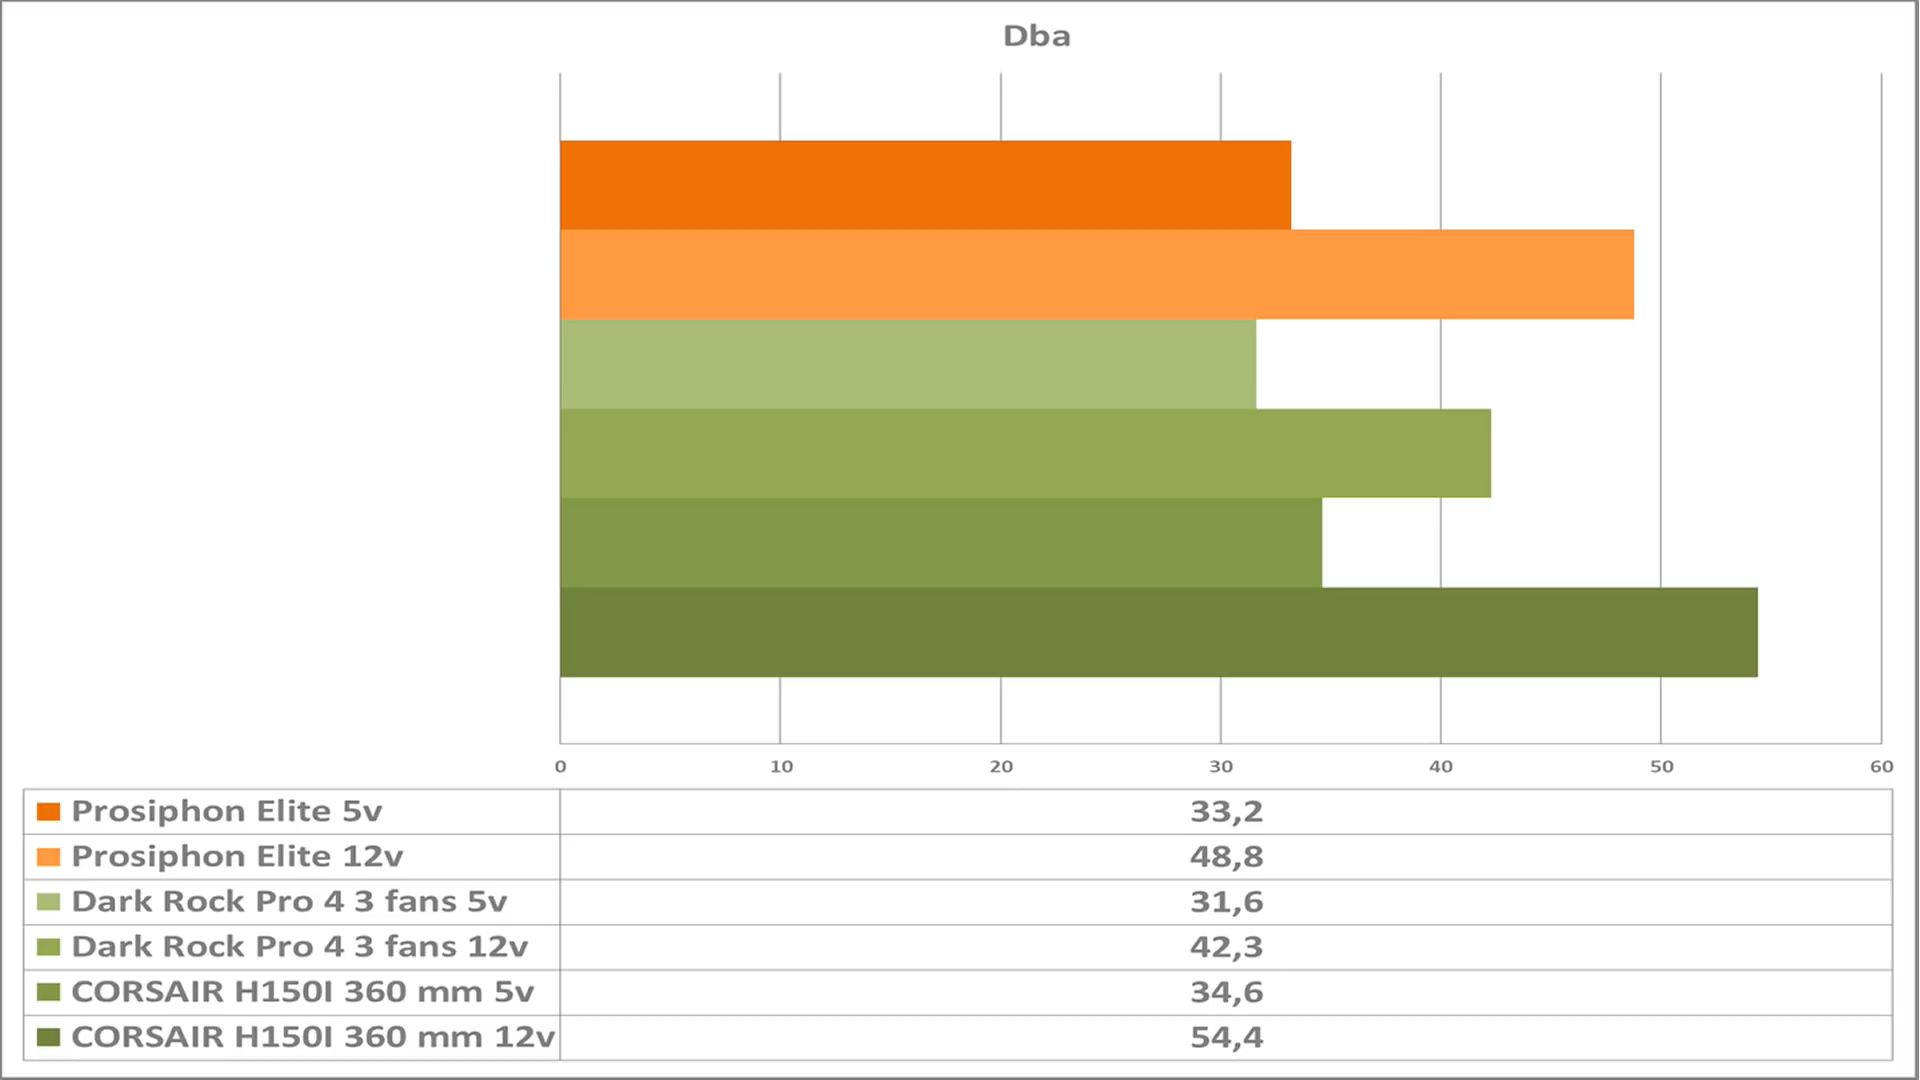 Dba
0 10 20 30 40 50 60
Prosiphon Elite 5v 33,2
Prosiphon Elite 12v 48,8
Dark Rock Pro 4 3 fans 5v 31,6
Dark Rock Pro 4 3 fans 12v 42,3
CORSAIR H150I 360 mm 5v 34,6
CORSAIR H150I 360 mm 12v 54,4